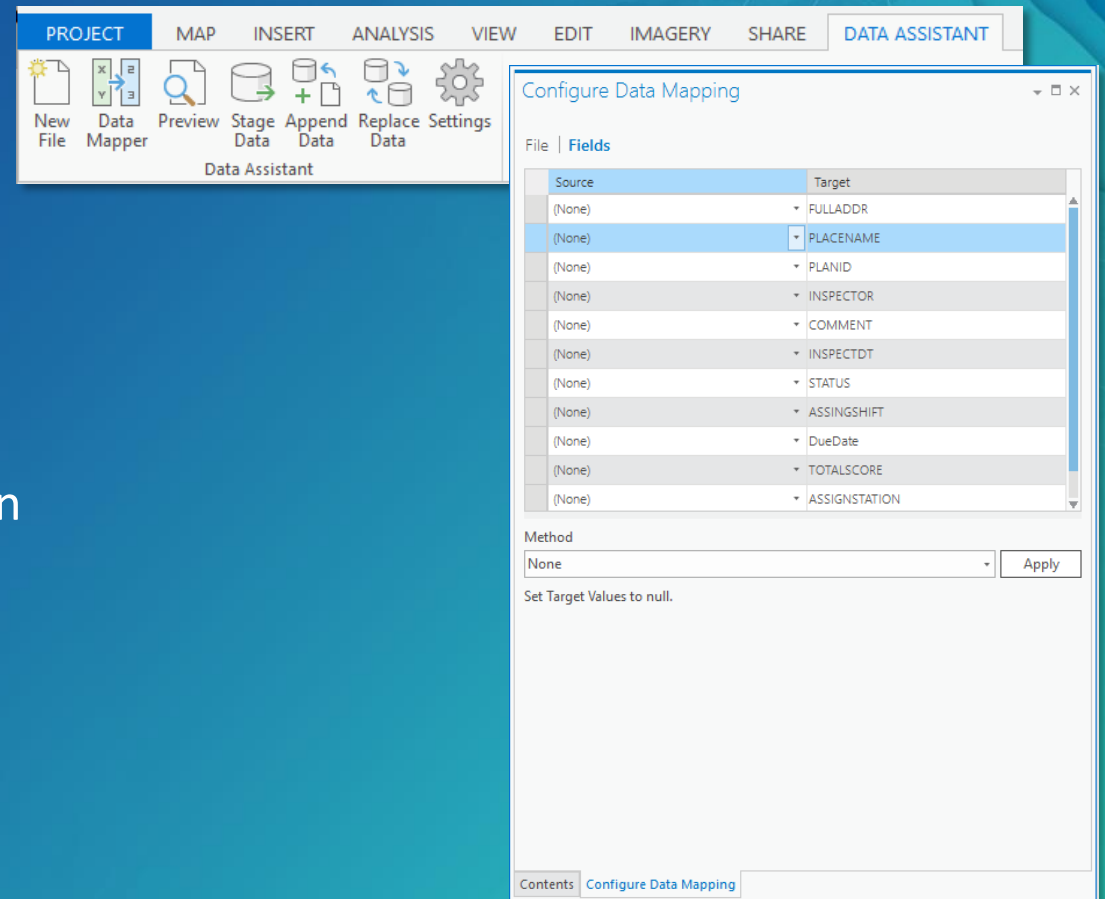 PROJECT MAP INSERT ANALYSIS VIEW EDIT IMAGERY SHARE DATA ASSISTANT
New File Data Mapper Preview Stage Data Append Data Replace Data Settings
Data Assistant
Configure Data Mapping
File | Fields
Source Target
(None) FULLADDR
(None) PLACENAME
(None) PLANID
(None) INSPECTOR
(None) COMMENT
(None) INSPECTDT
(None) STATUS
(None) ASSINGSHIFT
(None) DueDate
(None) TOTALSCORE
(None) ASSIGNSTATION
Method
None Apply
Set Target Values to null.
Contents Configure Data Mapping
n